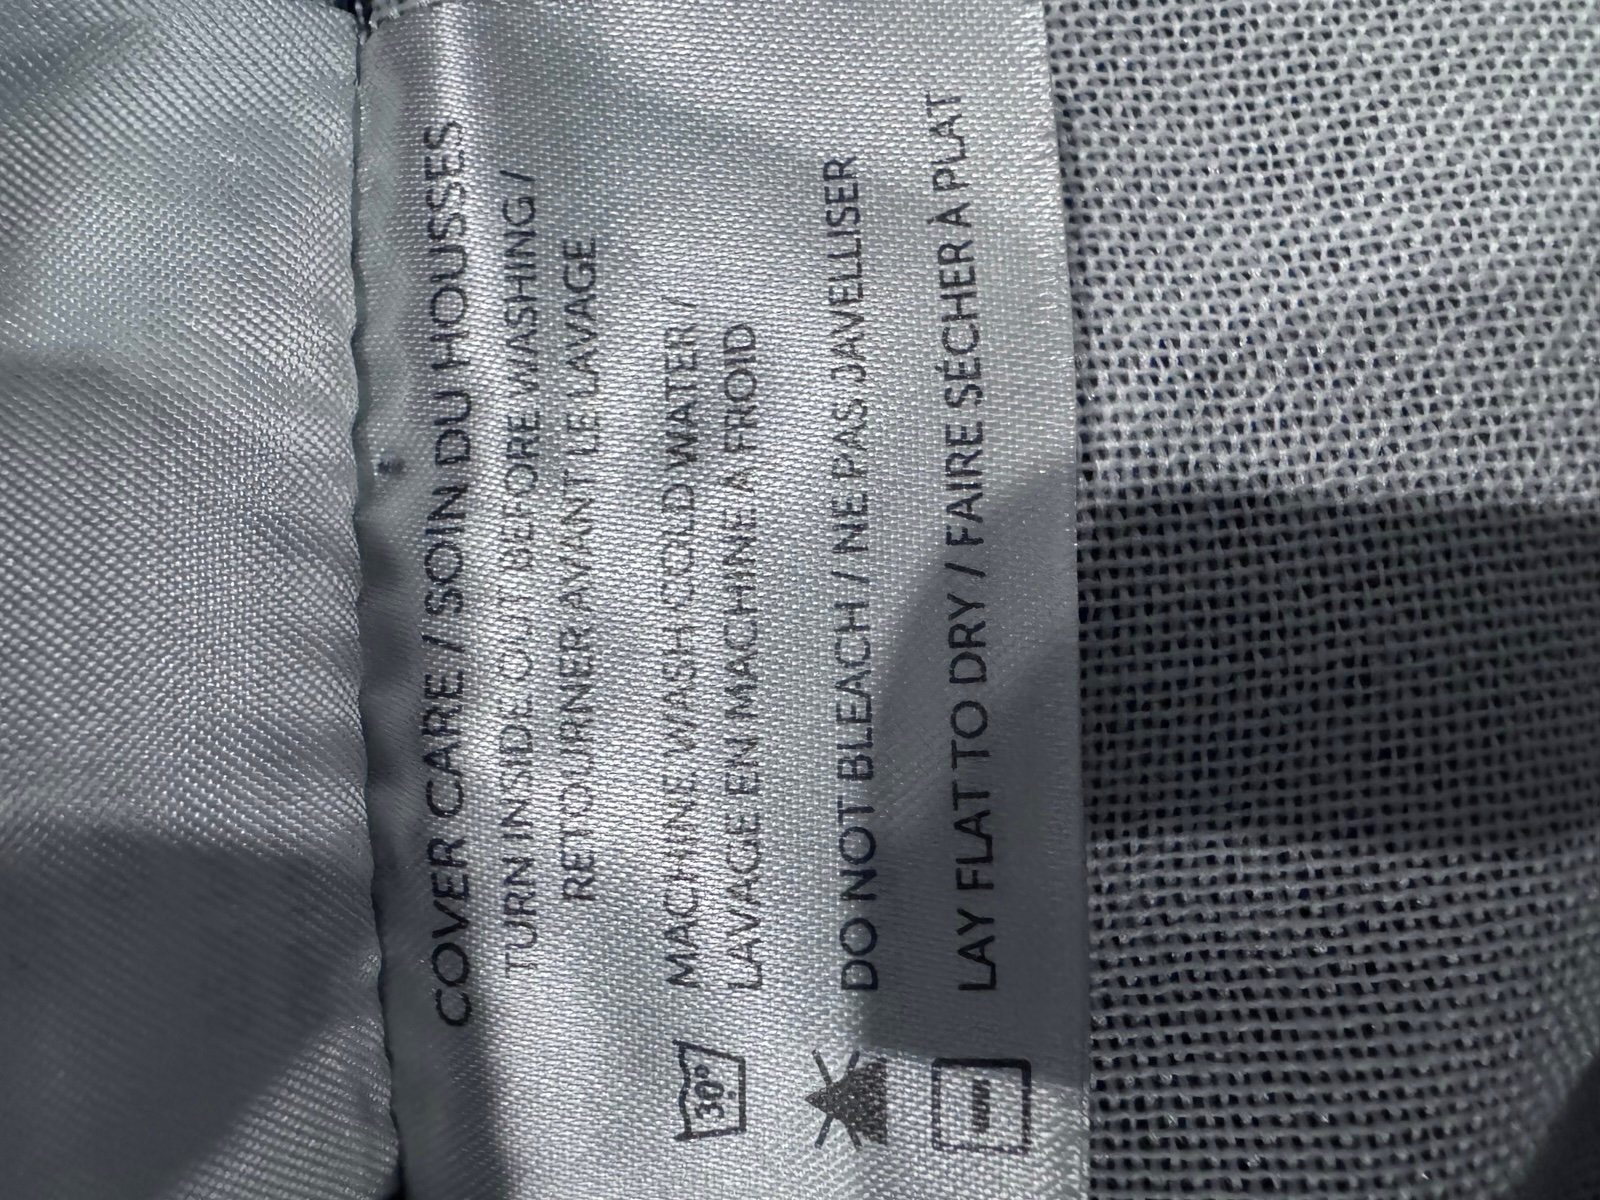 COVER CARE / SOIN DU HOUSSES
TURN INSIDE OUT BEFORE WASHING /
RETOURNER AVANT LE LAVAGE
30°
MACHINE WASH COLD WATER /
LAVAGE EN MACHINE A FROID
DO NOT BLEACH / NE PAS JAVELLISER
LAY FLAT TO DRY / FAIRE SÉCHER À PLAT